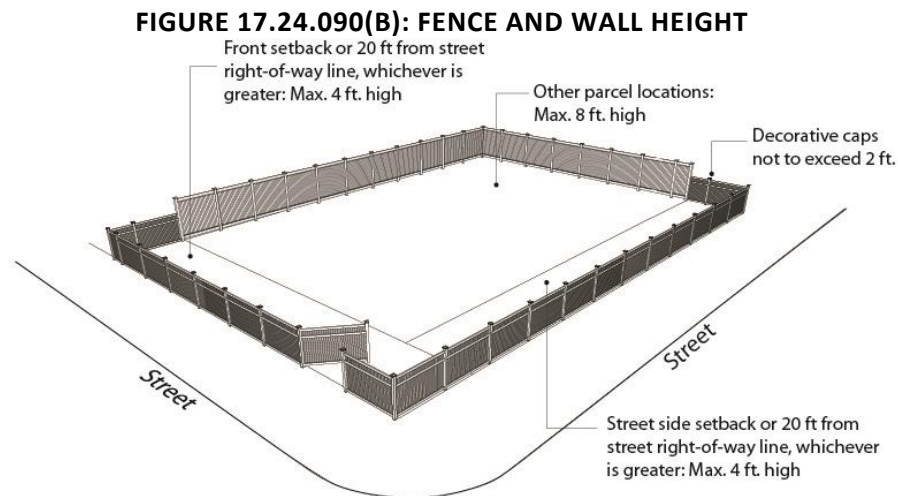 FIGURE 17.24.090(B): FENCE AND WALL HEIGHT
Front setback or 20 ft from street
right-of-way line, whichever is
greater: Max. 4 ft. high
Other parcel locations:
Max. 8 ft. high
Decorative caps
not to exceed 2 ft.
Street
Street
Street side setback or 20 ft from
street right-of-way line, whichever
is greater: Max. 4 ft. high